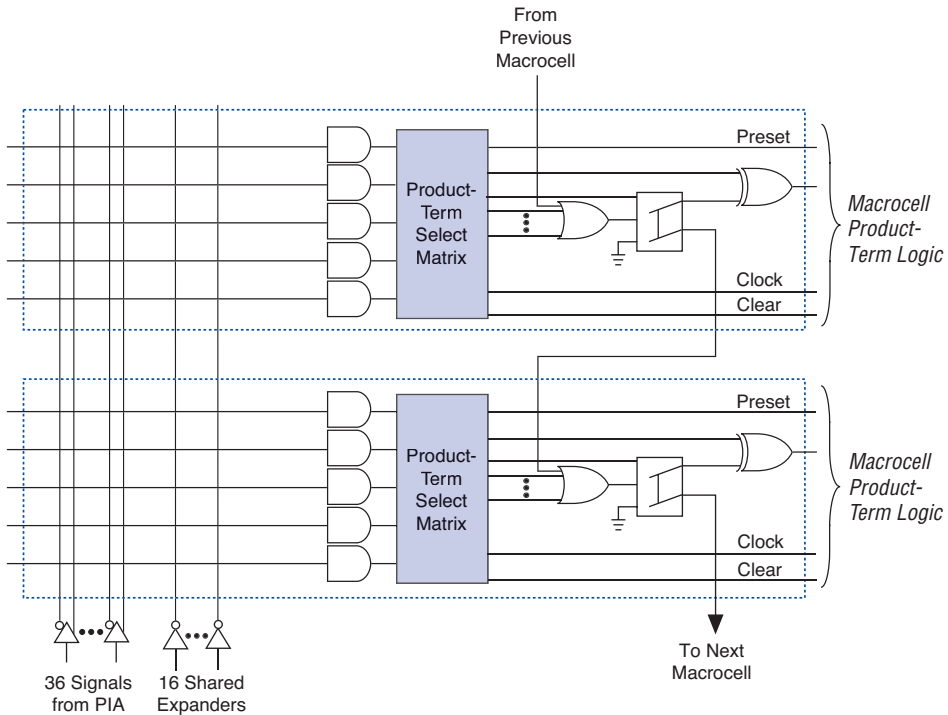 From
Previous
Macrocell
Preset
Product-
Term
Select
Matrix
Macrocell
Product-
Term Logic
Clock
Clear
Preset
Product-
Term
Select
Matrix
Macrocell
Product-
Term Logic
Clock
Clear
36 Signals
from PIA
16 Shared
Expanders
To Next
Macrocell